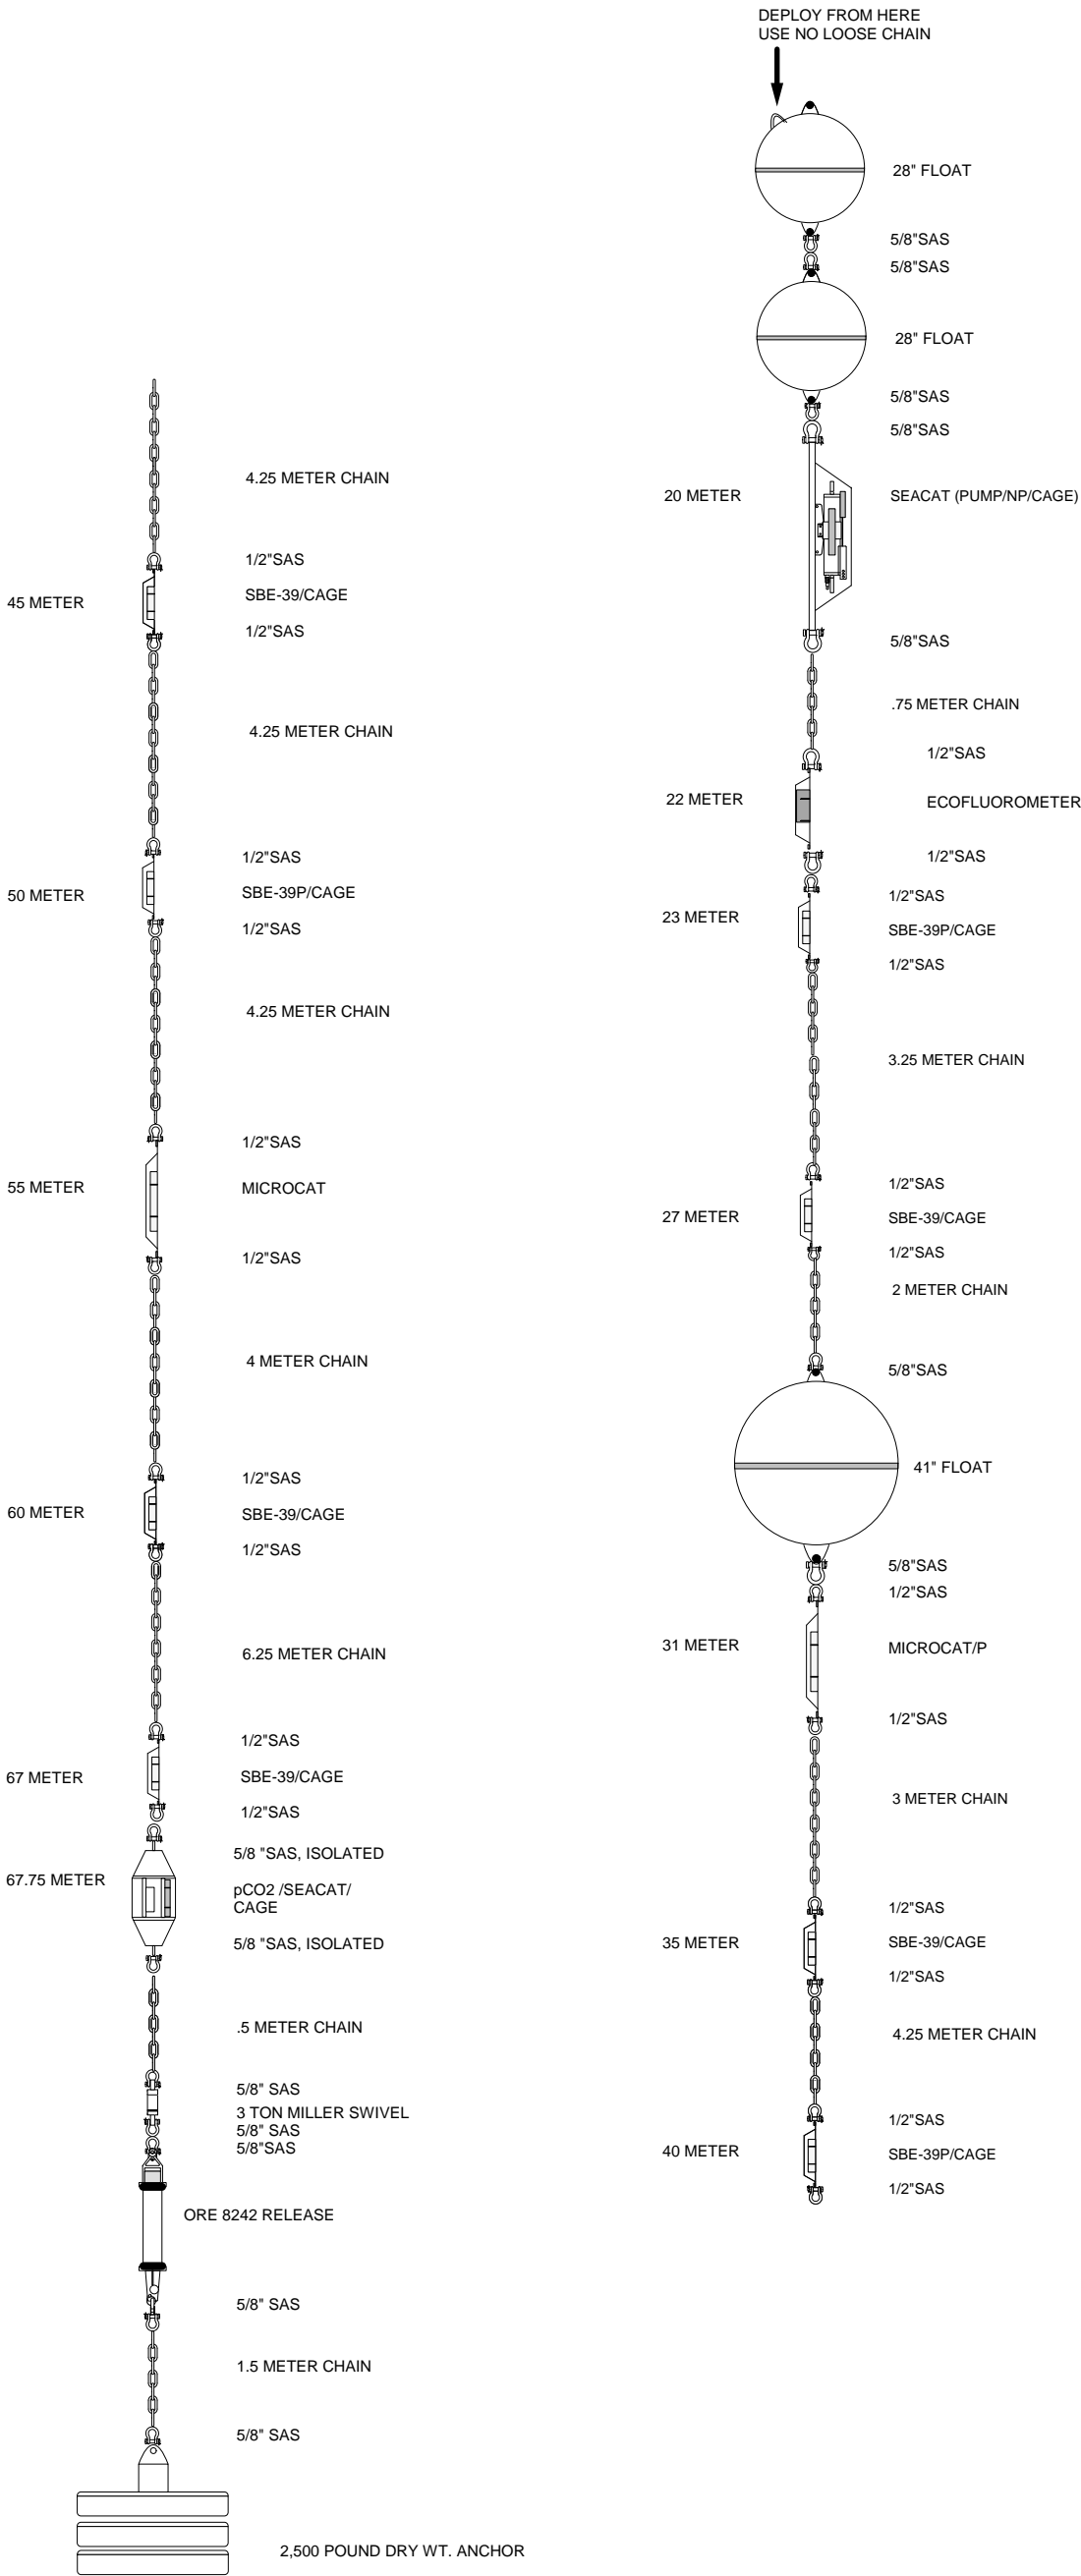 DEPLOY FROM HERE
USE NO LOOSE CHAIN
28" FLOAT
5/8"SAS
5/8"SAS
28" FLOAT
5/8"SAS
5/8"SAS
20 METER
SEACAT (PUMP/NP/CAGE)
5/8"SAS
.75 METER CHAIN
1/2"SAS
22 METER
ECOFLUOROMETER
1/2"SAS
1/2"SAS
23 METER
SBE-39P/CAGE
1/2"SAS
3.25 METER CHAIN
1/2"SAS
27 METER
SBE-39/CAGE
1/2"SAS
2 METER CHAIN
5/8"SAS
41" FLOAT
5/8"SAS
1/2"SAS
31 METER
MICROCAT/P
1/2"SAS
3 METER CHAIN
1/2"SAS
35 METER
SBE-39/CAGE
1/2"SAS
4.25 METER CHAIN
1/2"SAS
40 METER
SBE-39P/CAGE
1/2"SAS
4.25 METER CHAIN
1/2"SAS
45 METER
SBE-39/CAGE
1/2"SAS
4.25 METER CHAIN
1/2"SAS
50 METER
SBE-39P/CAGE
1/2"SAS
4.25 METER CHAIN
1/2"SAS
55 METER
MICROCAT
1/2"SAS
4 METER CHAIN
1/2"SAS
60 METER
SBE-39/CAGE
1/2"SAS
6.25 METER CHAIN
1/2"SAS
67 METER
SBE-39/CAGE
1/2"SAS
5/8 "SAS, ISOLATED
67.75 METER
pCO2 /SEACAT/
CAGE
5/8 "SAS, ISOLATED
.5 METER CHAIN
5/8" SAS
3 TON MILLER SWIVEL
5/8" SAS
5/8"SAS
ORE 8242 RELEASE
5/8" SAS
1.5 METER CHAIN
5/8" SAS
2,500 POUND DRY WT. ANCHOR